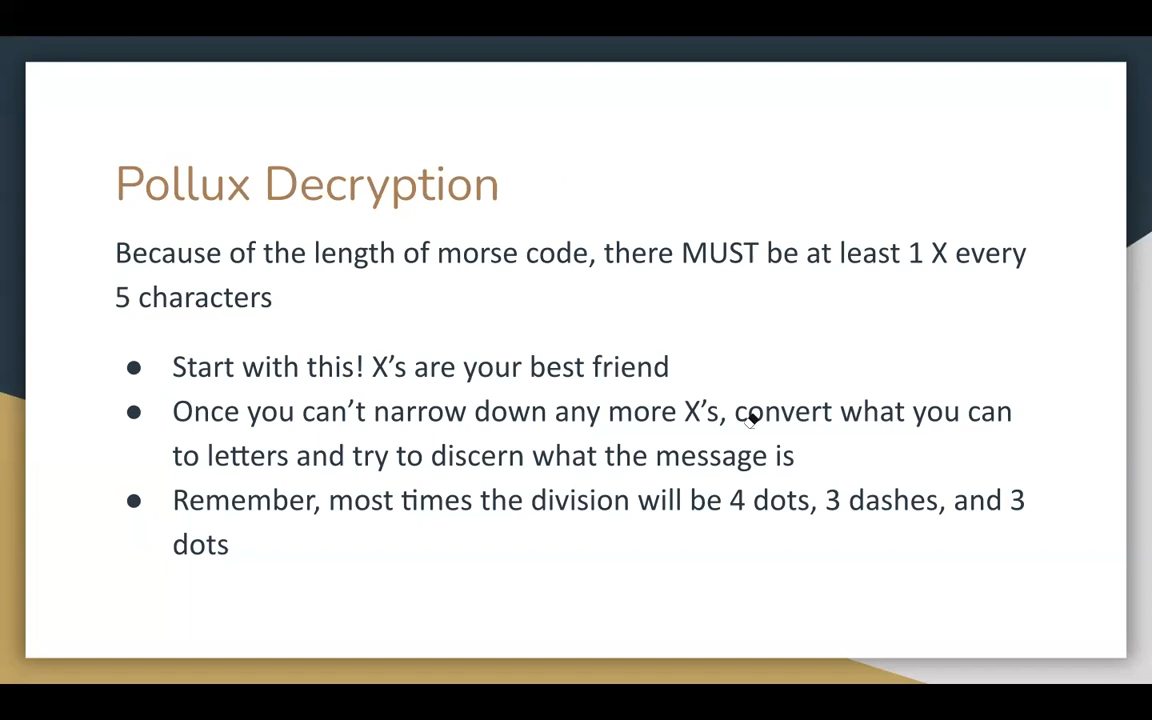 Pollux Decryption
Because of the length of morse code, there MUST be at least 1 X every
5 characters
● Start with this! X’s are your best friend
● Once you can’t narrow down any more X’s, convert what you can
to letters and try to discern what the message is
● Remember, most times the division will be 4 dots, 3 dashes, and 3
dots